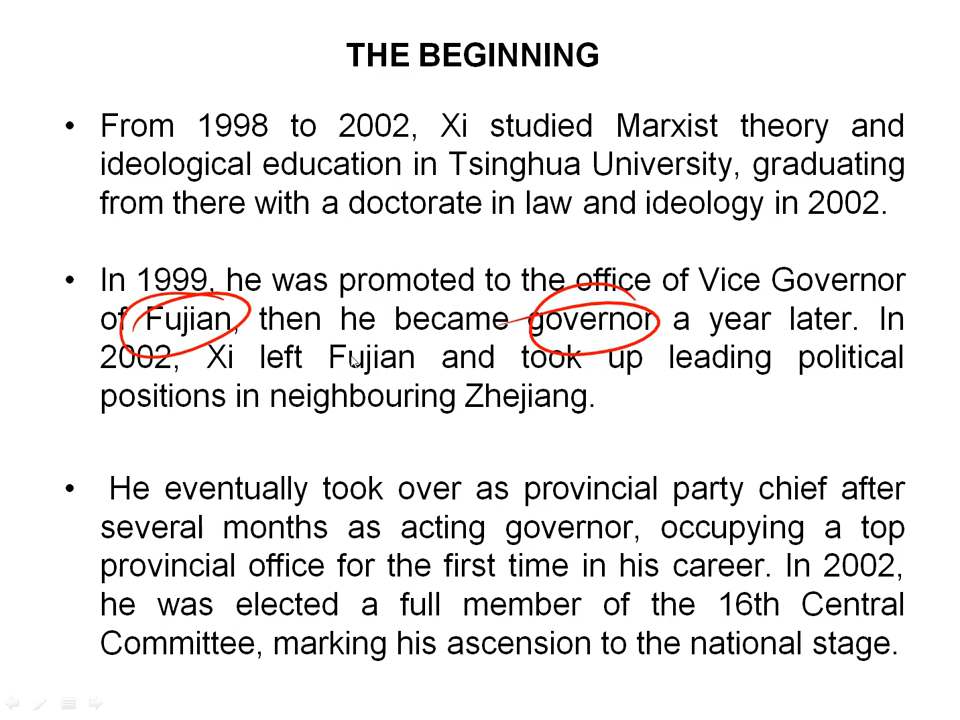 THE BEGINNING
• From 1998 to 2002, Xi studied Marxist theory and
ideological education in Tsinghua University, graduating
from there with a doctorate in law and ideology in 2002.
• In 1999, he was promoted to the office of Vice Governor
of Fujian, then he became governor a year later. In
2002, Xi left Fujian and took up leading political
positions in neighbouring Zhejiang.
• He eventually took over as provincial party chief after
several months as acting governor, occupying a top
provincial office for the first time in his career. In 2002,
he was elected a full member of the 16th Central
Committee, marking his ascension to the national stage.